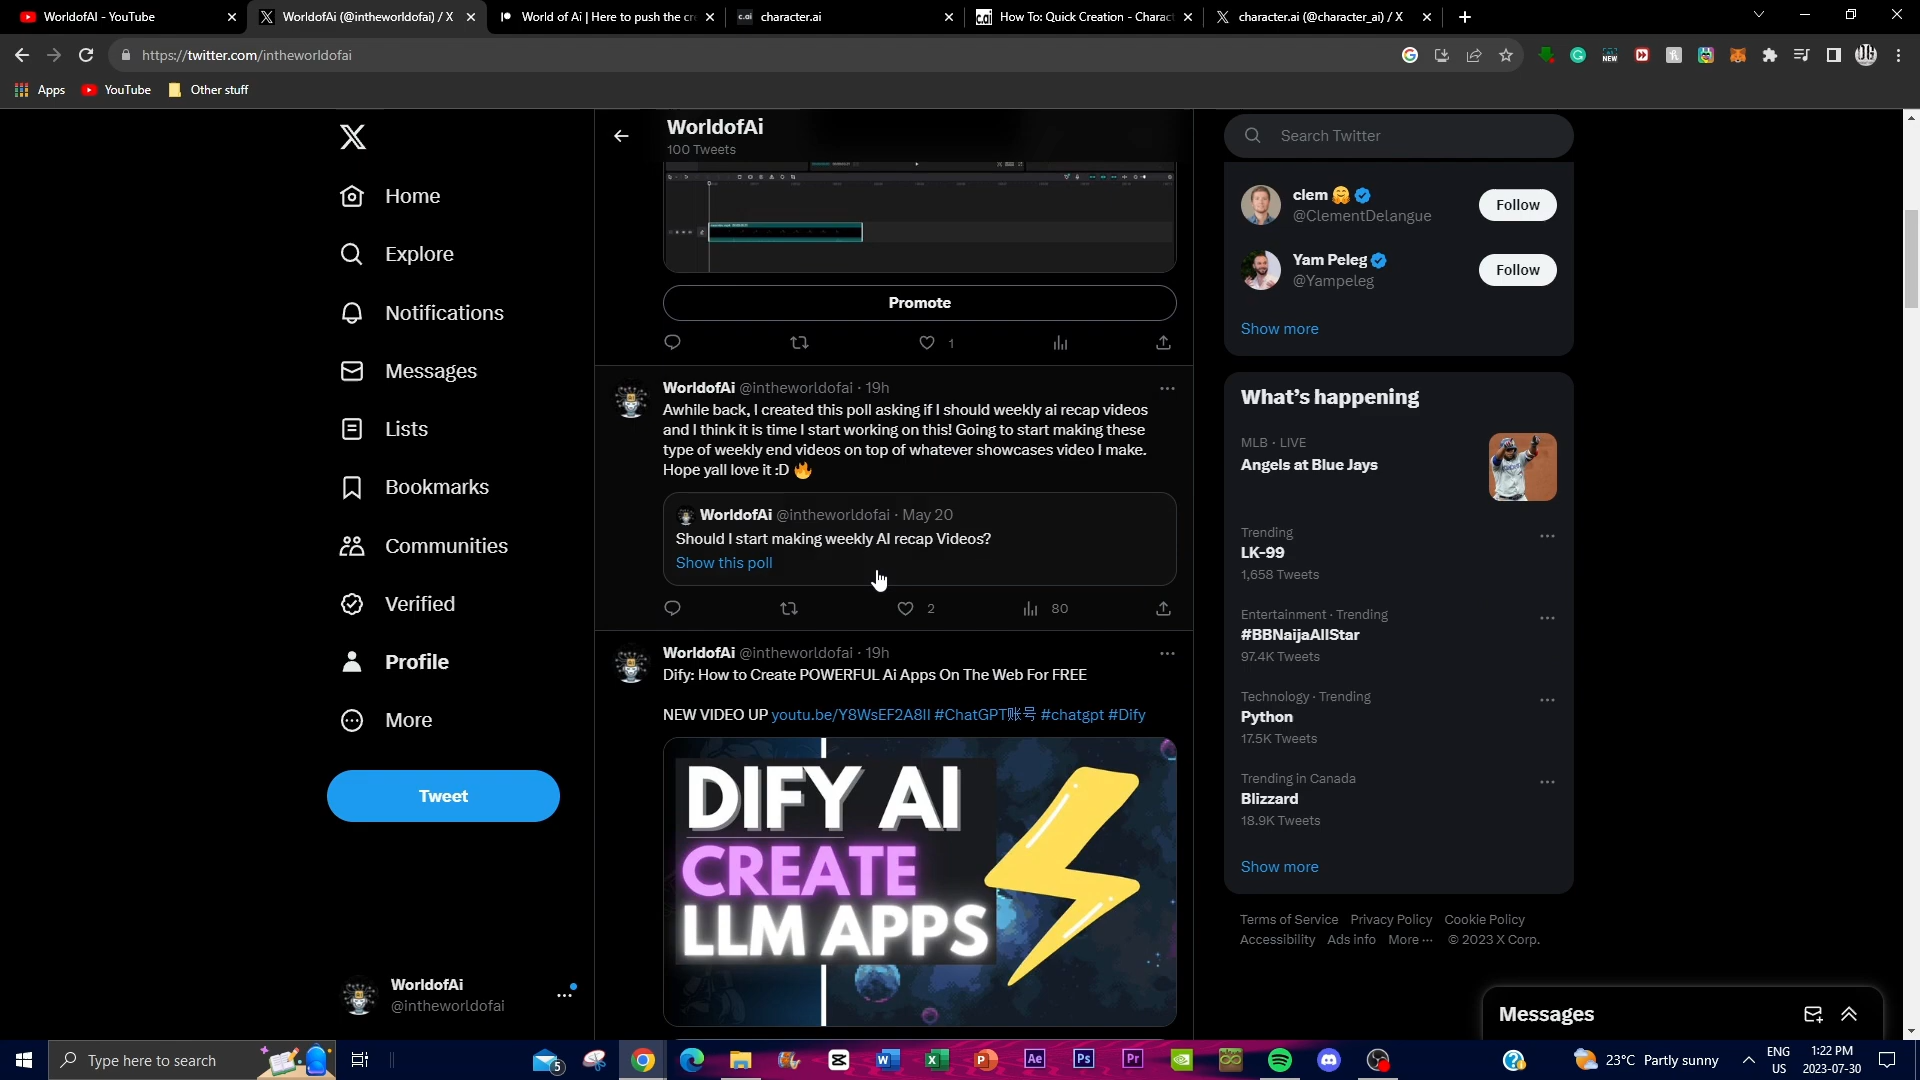 WorldofAI - YouTube
WorldofAi (@intheworldofai) / X
World of Ai | Here to push the cre
character.ai
How To: Quick Creation - Charac
character.ai (@character_ai) / X
https://twitter.com/intheworldofai
Apps
YouTube
Other stuff
Home
Explore
Notifications
Messages
Lists
Bookmarks
Communities
Verified
Profile
More
Tweet
WorldofAi
@intheworldofai
WorldofAi
100 Tweets
Promote
1
WorldofAi @intheworldofai · 19h
Awhile back, I created this poll asking if I should weekly ai recap videos
and I think it is time I start working on this! Going to start making these
type of weekly end videos on top of whatever showcases video I make.
Hope yall love it :D 🔥
WorldofAi @intheworldofai · May 20
Should I start making weekly AI recap Videos?
Show this poll
2
80
WorldofAi @intheworldofai · 19h
Dify: How to Create POWERFUL Ai Apps On The Web For FREE
NEW VIDEO UP youtu.be/Y8WsEF2A8II #ChatGPT账号 #chatgpt #Dify
DIFY AI
CREATE
LLM APPS
Search Twitter
clem 🤗
@ClementDelangue
Follow
Yam Peleg
@Yampeleg
Follow
Show more
What's happening
MLB · LIVE
Angels at Blue Jays
Trending
LK-99
1,658 Tweets
Entertainment · Trending
#BBNaijaAllStar
97.4K Tweets
Technology · Trending
Python
17.5K Tweets
Trending in Canada
Blizzard
18.9K Tweets
Show more
Terms of Service Privacy Policy Cookie Policy
Accessibility Ads info More ··· © 2023 X Corp.
Messages
Type here to search
5
23°C Partly sunny
ENG
US
1:22 PM
2023-07-30